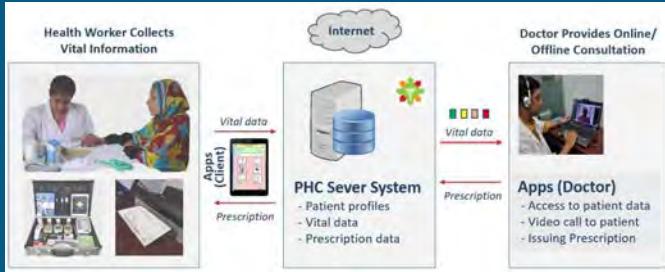 Health Worker Collects
Vital Information
Internet
Doctor Provides Online/
Offline Consultation
Vital data
Apps
(Client)
Prescription
PHC Sever System
- Patient profiles
- Vital data
- Prescription data
Vital data
Prescription
Apps (Doctor)
- Access to patient data
- Video call to patient
- Issuing Prescription